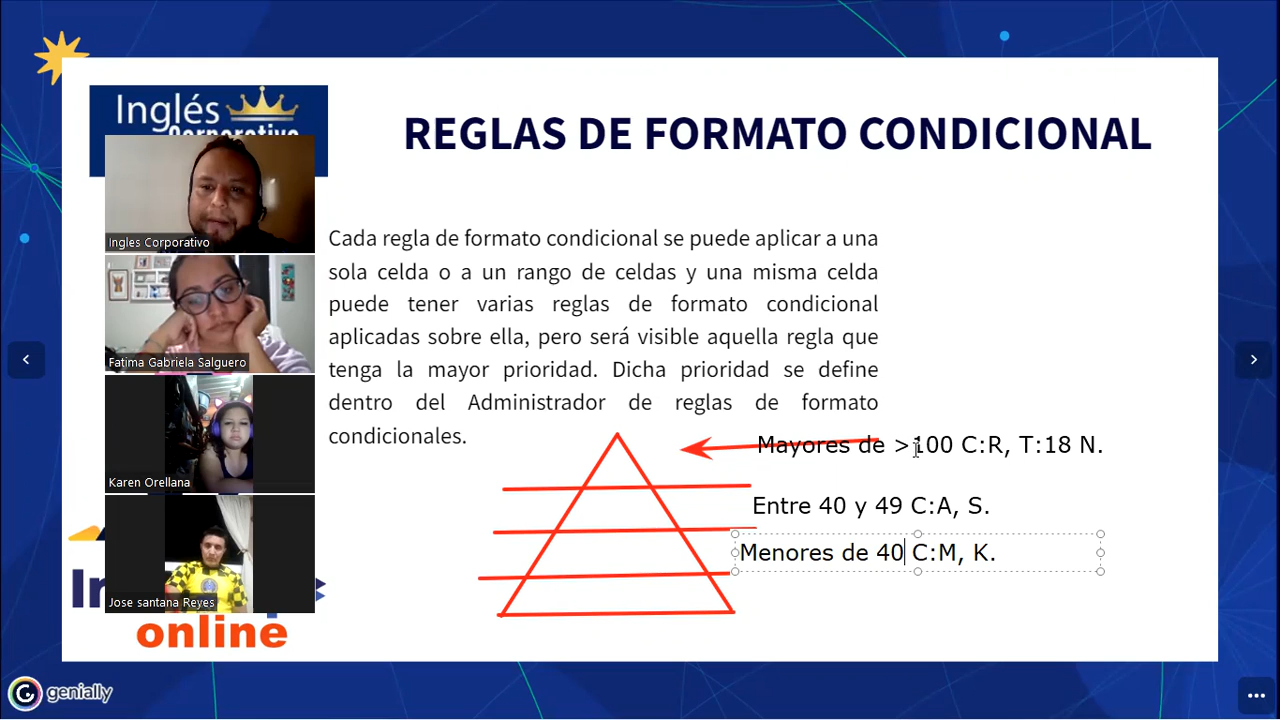 Inglés
Corporativo
REGLAS DE FORMATO CONDICIONAL
Ingles Corporativo
Fatima Gabriela Salguero
Karen Orellana
Jose santana Reyes
Cada regla de formato condicional se puede aplicar a una
sola celda o a un rango de celdas y una misma celda
puede tener varias reglas de formato condicional
aplicadas sobre ella, pero será visible aquella regla que
tenga la mayor prioridad. Dicha prioridad se define
dentro del Administrador de reglas de formato
condicionales.
Mayores de >100 C:R, T:18 N.
Entre 40 y 49 C:A, S.
Menores de 40 C:M, K.
online
genially